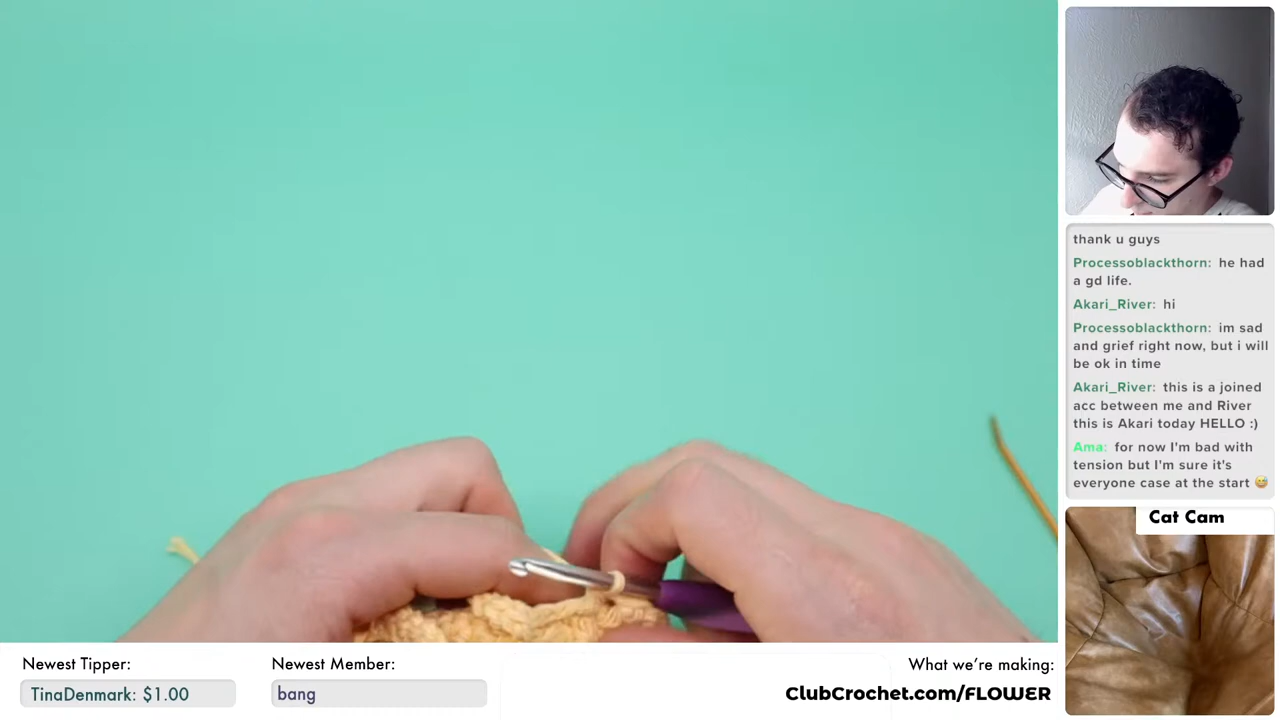 thank u guys
Processoblackthorn: he had
a gd life.
Akari_River: hi
Processoblackthorn: im sad
and grief right now, but i will
be ok in time
Akari_River: this is a joined
acc between me and River
this is Akari today HELLO :)
Ama: for now I'm bad with
tension but I'm sure it's
everyone case at the start 😅
Cat Cam
Newest Tipper:
TinaDenmark: $1.00
Newest Member:
bang
What we're making:
ClubCrochet.com/FLOWER